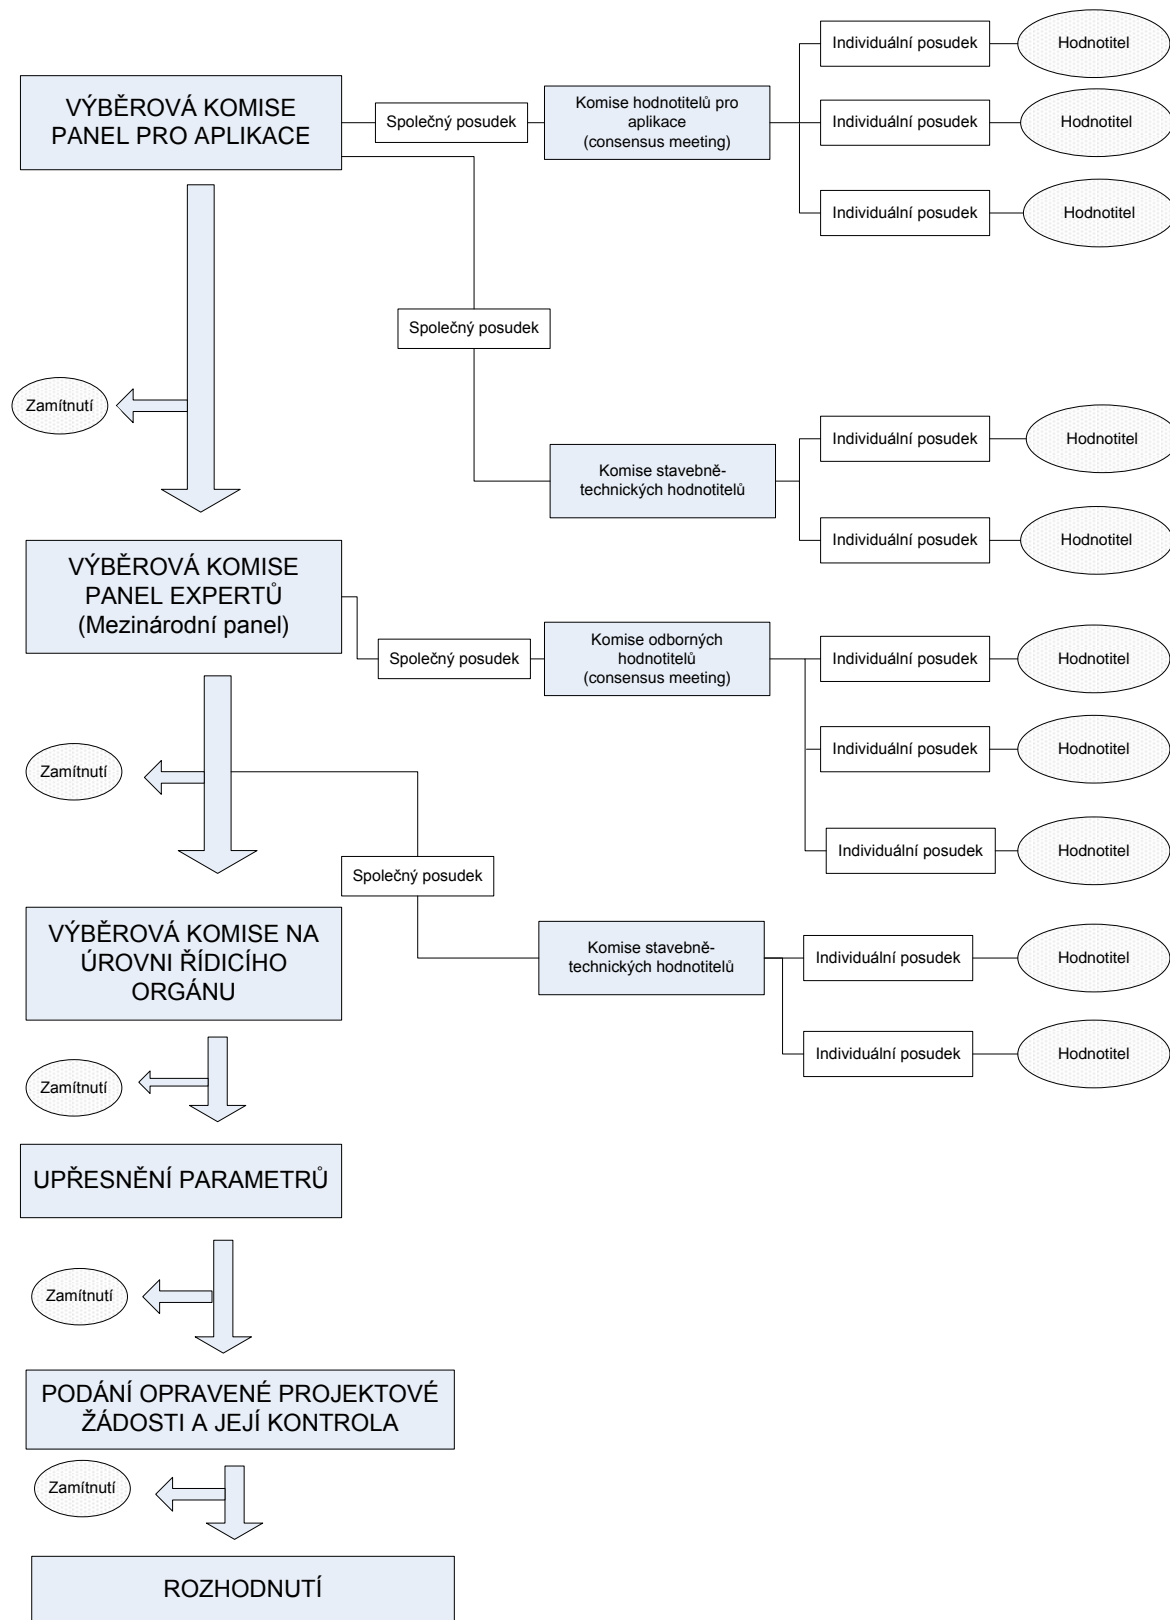 Individuální posudek
Hodnotitel
VÝBĚROVÁ KOMISE
PANEL PRO APLIKACE
Společný posudek
Komise hodnotitelů pro
aplikace
(consensus meeting)
Individuální posudek
Hodnotitel
Individuální posudek
Hodnotitel
Společný posudek
Zamítnutí
Individuální posudek
Hodnotitel
Komise stavebně-
technických hodnotitelů
Individuální posudek
Hodnotitel
VÝBĚROVÁ KOMISE
PANEL EXPERTŮ
(Mezinárodní panel)
Společný posudek
Komise odborných
hodnotitelů
(consensus meeting)
Individuální posudek
Hodnotitel
Individuální posudek
Hodnotitel
Zamítnutí
Individuální posudek
Hodnotitel
Společný posudek
VÝBĚROVÁ KOMISE NA
ÚROVNI ŘÍDICÍHO
ORGÁNU
Komise stavebně-
technických hodnotitelů
Individuální posudek
Hodnotitel
Individuální posudek
Hodnotitel
Zamítnutí
UPŘESNĚNÍ PARAMETRŮ
Zamítnutí
PODÁNÍ OPRAVENÉ PROJEKTOVÉ
ŽÁDOSTI A JEJÍ KONTROLA
Zamítnutí
ROZHODNUTÍ